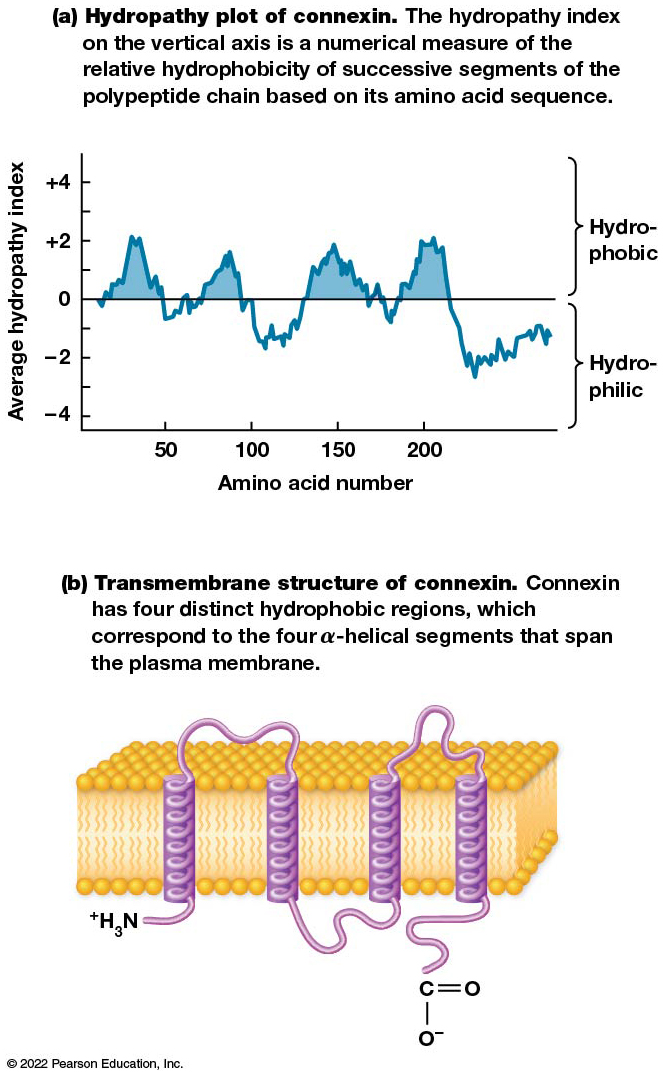 (a) Hydropathy plot of connexin. The hydropathy index
on the vertical axis is a numerical measure of the
relative hydrophobicity of successive segments of the
polypeptide chain based on its amino acid sequence.
Average hydropathy index
+4
+2
0
−2
−4
Hydro-
phobic
Hydro-
philic
50 100 150 200
Amino acid number
(b) Transmembrane structure of connexin. Connexin
has four distinct hydrophobic regions, which
correspond to the four α-helical segments that span
the plasma membrane.
⁺H₃N
C=O
O⁻
© 2022 Pearson Education, Inc.